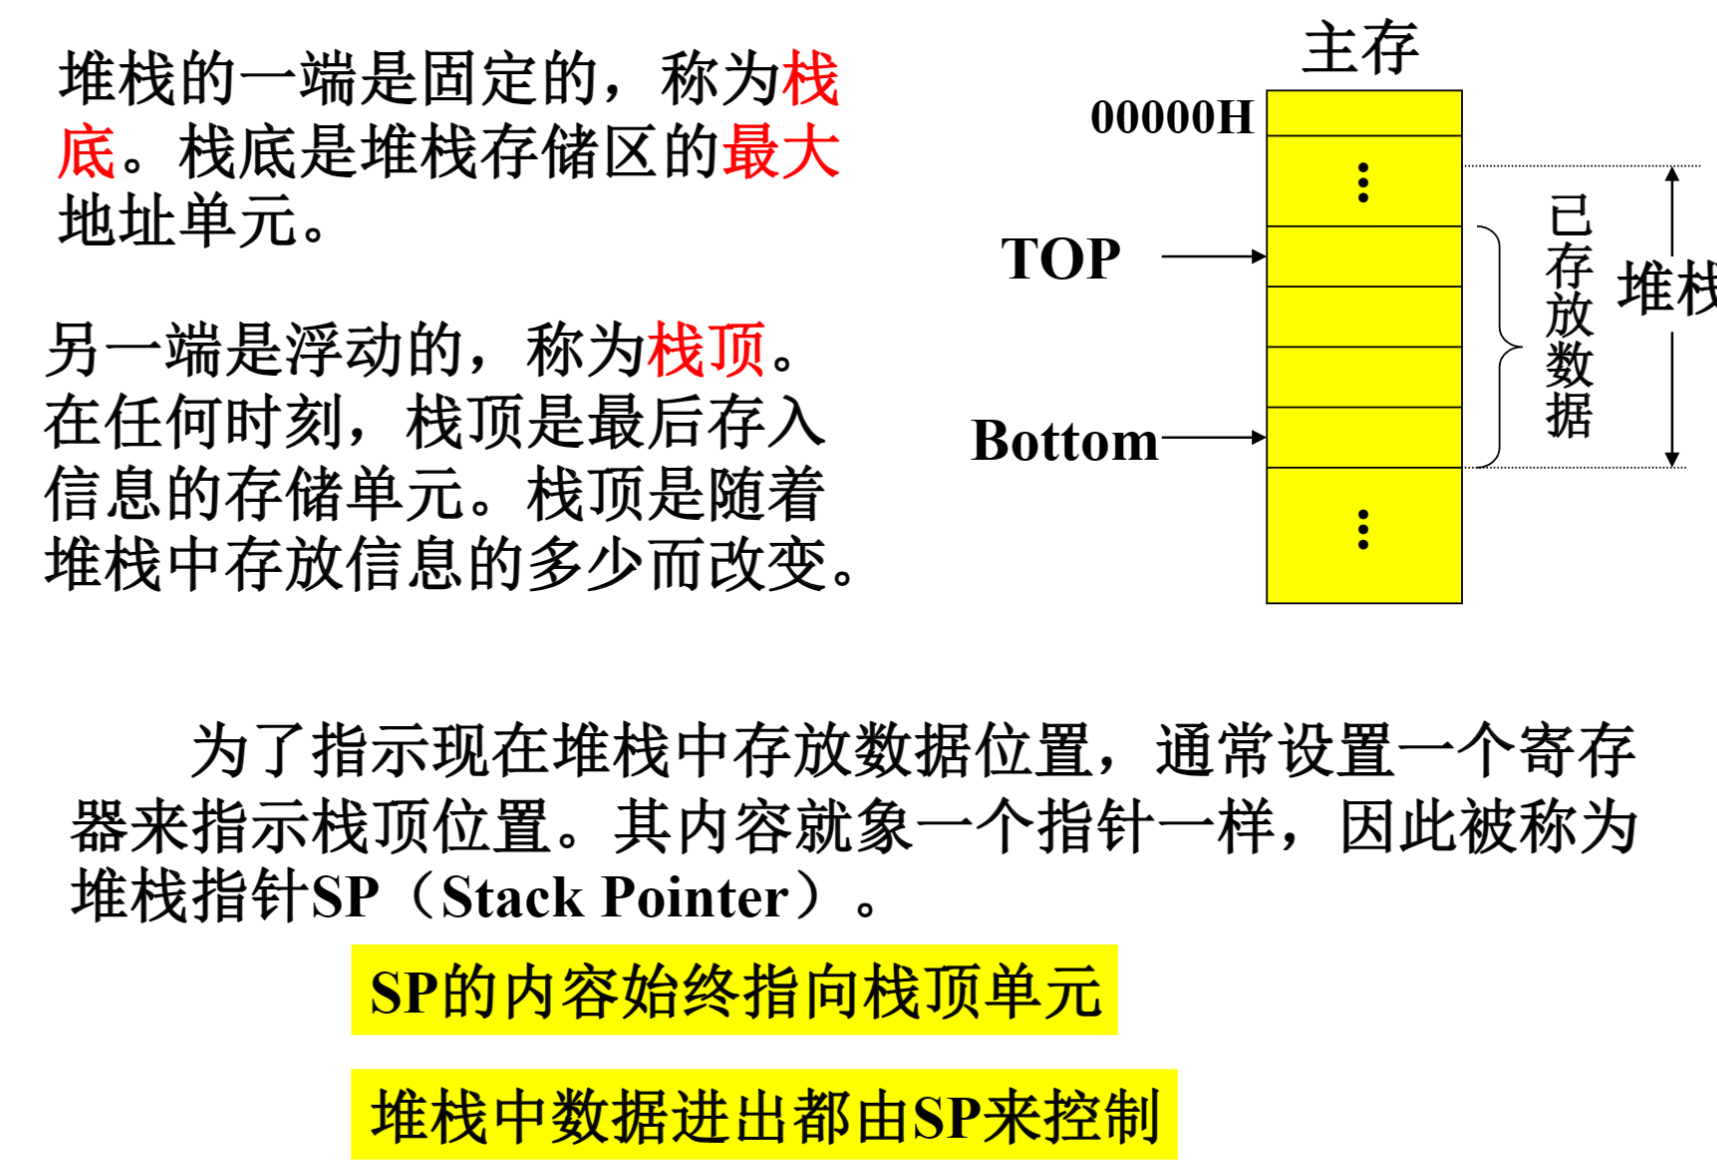 堆栈的一端是固定的，称为栈
底。栈底是堆栈存储区的最大
地址单元。
另一端是浮动的，称为栈顶。
在任何时刻，栈顶是最后存入
信息的存储单元。栈顶是随着
堆栈中存放信息的多少而改变。
主存
00000H
TOP
Bottom
已存放数据
堆栈
为了指示现在堆栈中存放数据位置，通常设置一个寄存
器来指示栈顶位置。其内容就象一个指针一样，因此被称为
堆栈指针SP（Stack Pointer）。
SP的内容始终指向栈顶单元
堆栈中数据进出都由SP来控制